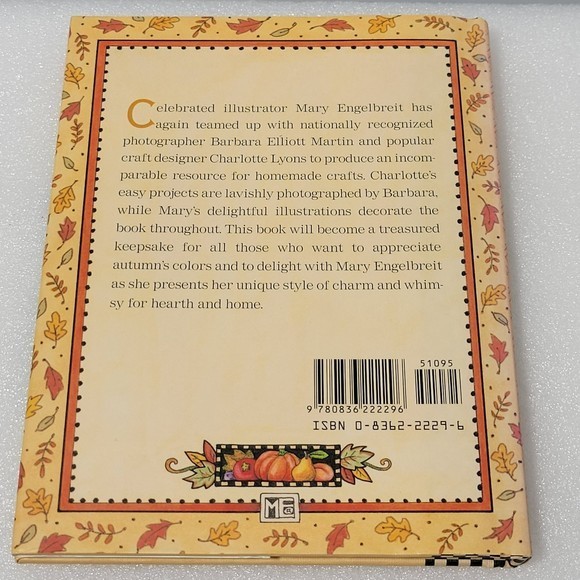 Celebrated illustrator Mary Engelbreit has
again teamed up with nationally recognized
photographer Barbara Elliott Martin and popular
craft designer Charlotte Lyons to produce an incom-
parable resource for homemade crafts. Charlotte's
easy projects are lavishly photographed by Barbara,
while Mary's delightful illustrations decorate the
book throughout. This book will become a treasured
keepsake for all those who want to appreciate
autumn's colors and to delight with Mary Engelbreit
as she presents her unique style of charm and whim-
sy for hearth and home.
51095
9 780836 222296
ISBN 0-8362-2229-6
ME